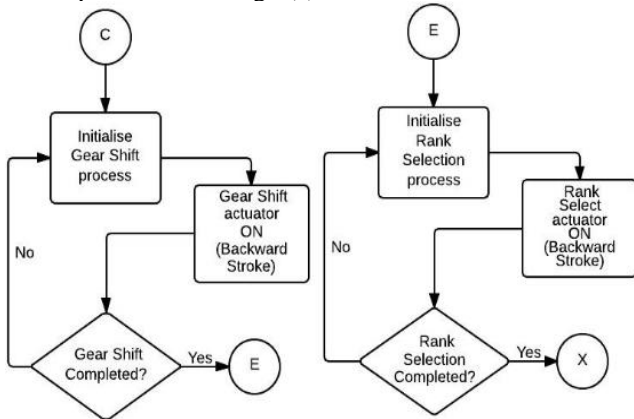 C
Initialise
Gear Shift
process
Gear Shift
actuator
ON
(Backward
Stroke)
No
Gear Shift
Completed?
Yes
E
E
Initialise
Rank
Selection
process
Rank
Select
actuator
ON
(Backward
Stroke)
No
Rank
Selection
Completed?
Yes
X